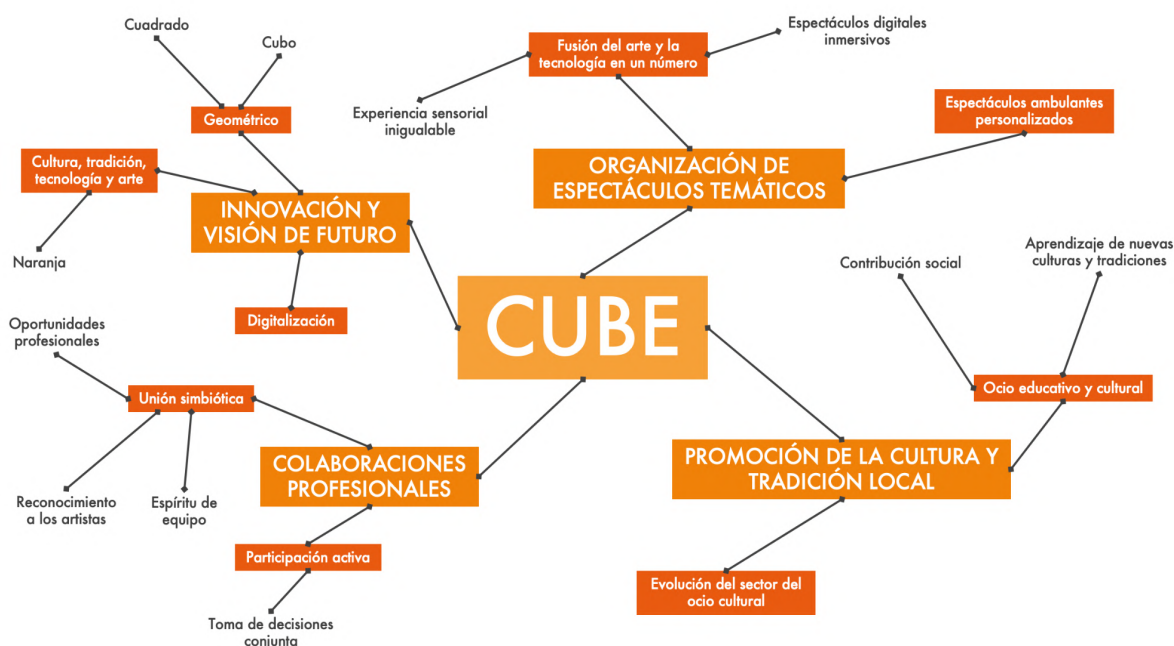 Cuadrado
Cubo
Geométrico
Cultura, tradición,
tecnología y arte
Naranja
INNOVACIÓN Y
VISIÓN DE FUTURO
Digitalización
Fusión del arte y la
tecnología en un número
Espectáculos digitales
inmersivos
Experiencia sensorial
inigualable
Espectáculos ambulantes
personalizados
ORGANIZACIÓN DE
ESPECTÁCULOS TEMÁTICOS
CUBE
Contribución social
Aprendizaje de nuevas
culturas y tradiciones
Ocio educativo y cultural
PROMOCIÓN DE LA CULTURA Y
TRADICIÓN LOCAL
Evolución del sector del
ocio cultural
Oportunidades
profesionales
Unión simbiótica
Reconocimiento
a los artistas
Espíritu de
equipo
COLABORACIONES
PROFESIONALES
Participación activa
Toma de decisiones
conjunta